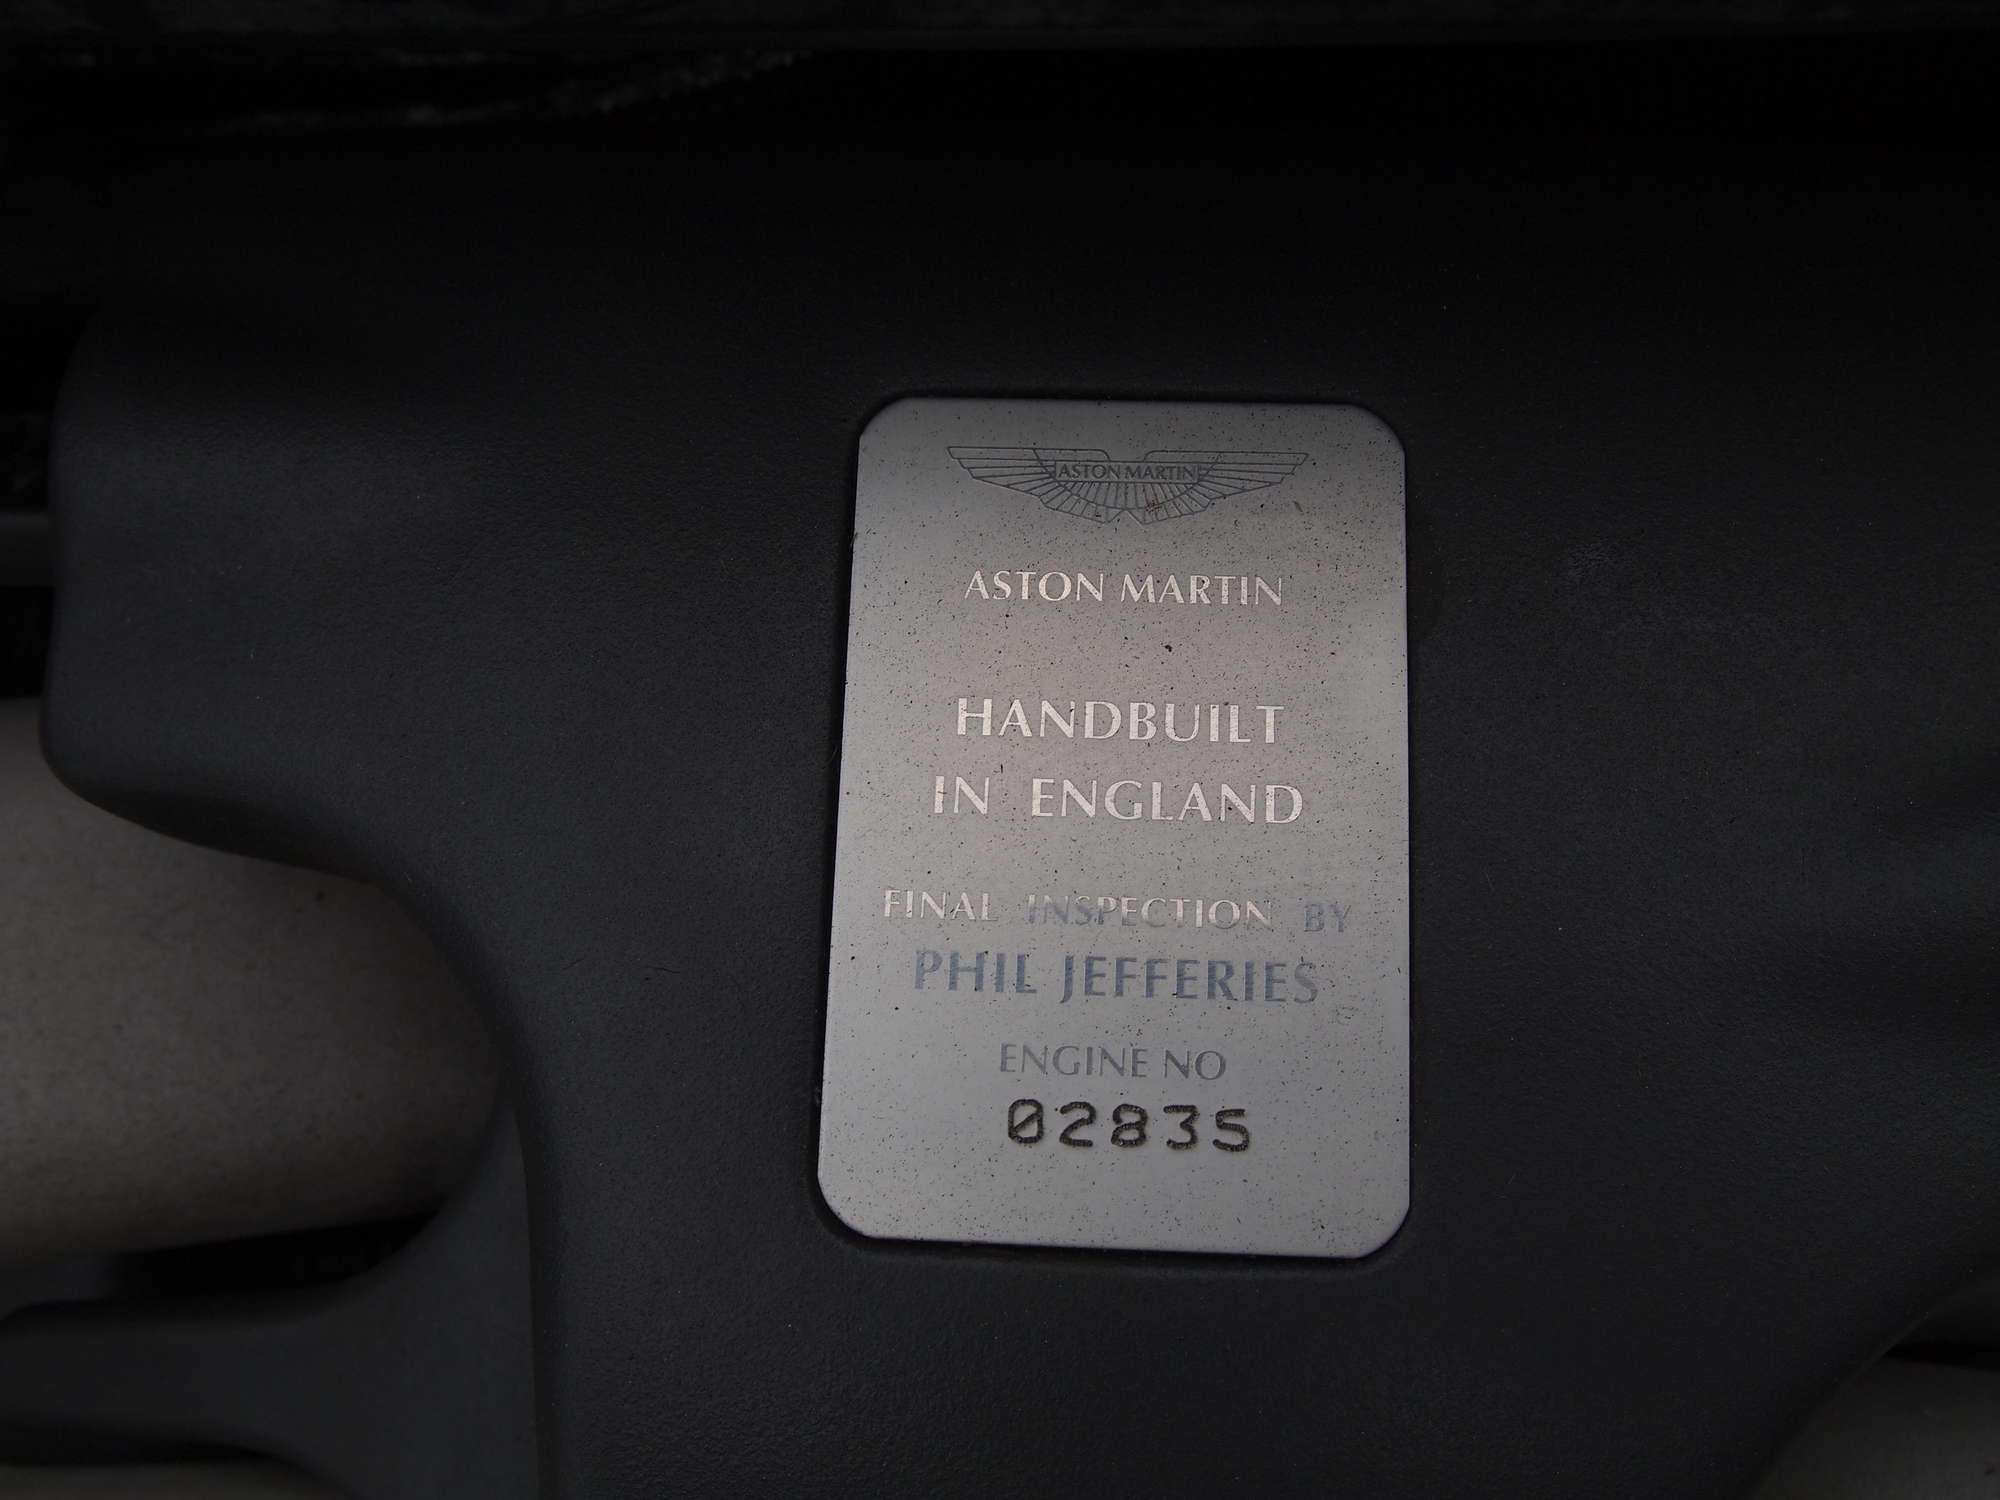 ASTON MARTIN
ASTON MARTIN
HANDBUILT
IN ENGLAND
FINAL INSPECTION BY
PHIL JEFFERIES
ENGINE NO
02835